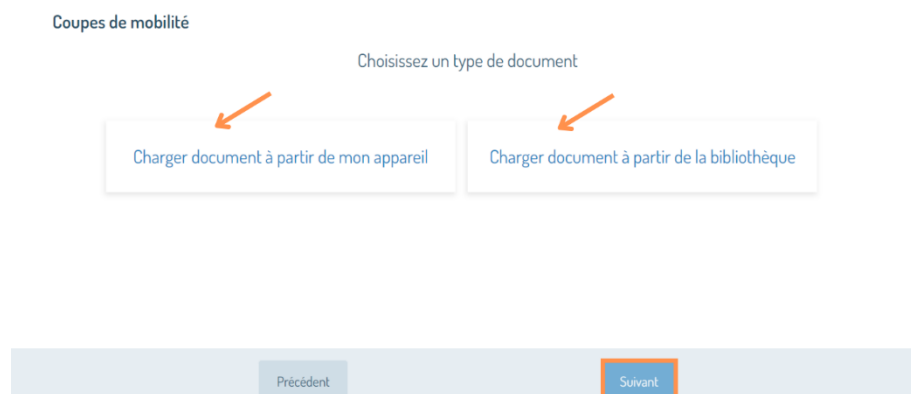 Coupes de mobilité
Choisissez un type de document
Charger document à partir de mon appareil
Charger document à partir de la bibliothèque
Précédent
Suivant